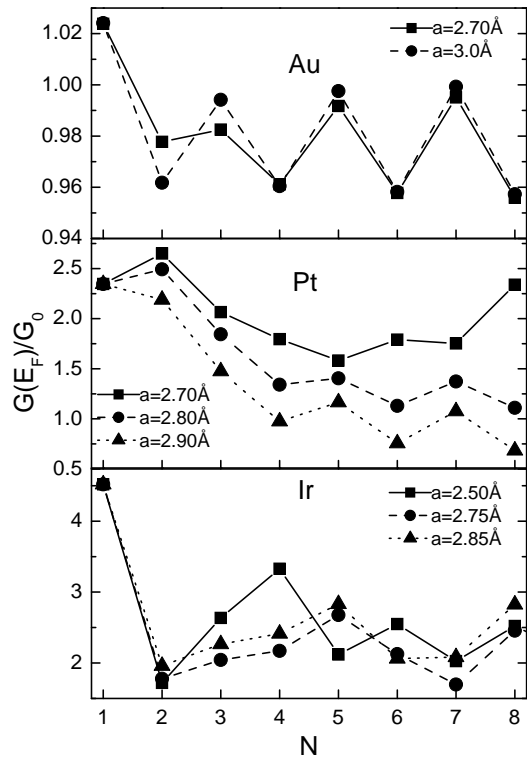 1.02
1.00
0.98
0.96
0.94
Au
a=2.70Å
a=3.0Å
2.5
2.0
1.5
1.0
0.5
Pt
a=2.70Å
a=2.80Å
a=2.90Å
G(E_F)/G_0
4
3
2
Ir
a=2.50Å
a=2.75Å
a=2.85Å
1 2 3 4 5 6 7 8
N